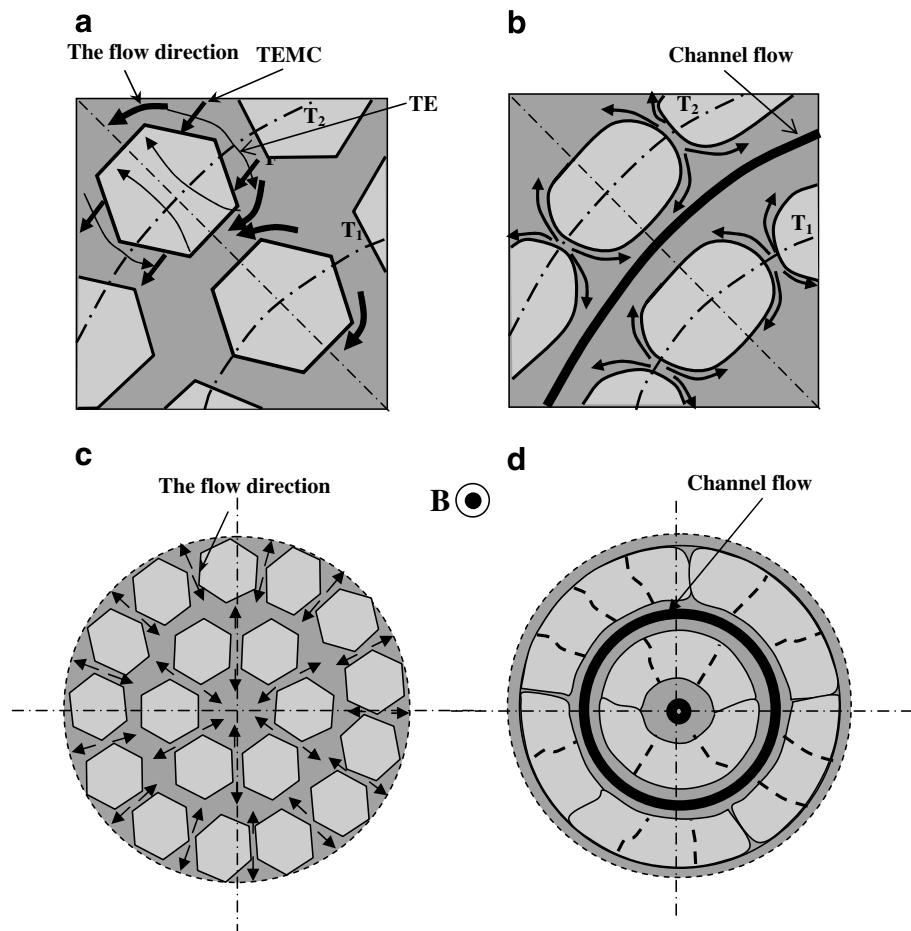 a
b
The flow direction
TEMC
Channel flow
TE
T₂
T₂
T₁
T₁
c
d
The flow direction
B
Channel flow